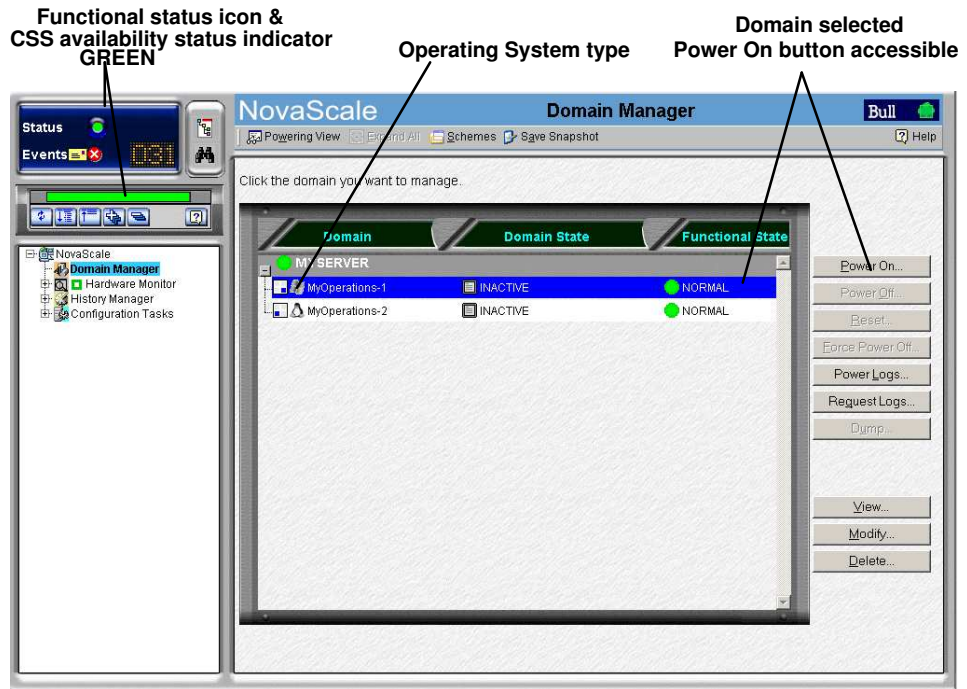 Functional status icon &
CSS availability status indicator
GREEN
Operating System type
Domain selected
Power On button accessible
Status
Events
031
NovaScale
Domain Manager
Bull
Powering View
Expand All
Schemes
Save Snapshot
Help
Click the domain you want to manage.
NovaScale
Domain Manager
Hardware Monitor
History Manager
Configuration Tasks
Domain
Domain State
Functional State
MYSERVER
MyOperations-1
INACTIVE
NORMAL
MyOperations-2
INACTIVE
NORMAL
Power On...
Power Off...
Reset...
Force Power Off...
Power Logs...
Request Logs...
Dump...
View...
Modify...
Delete...